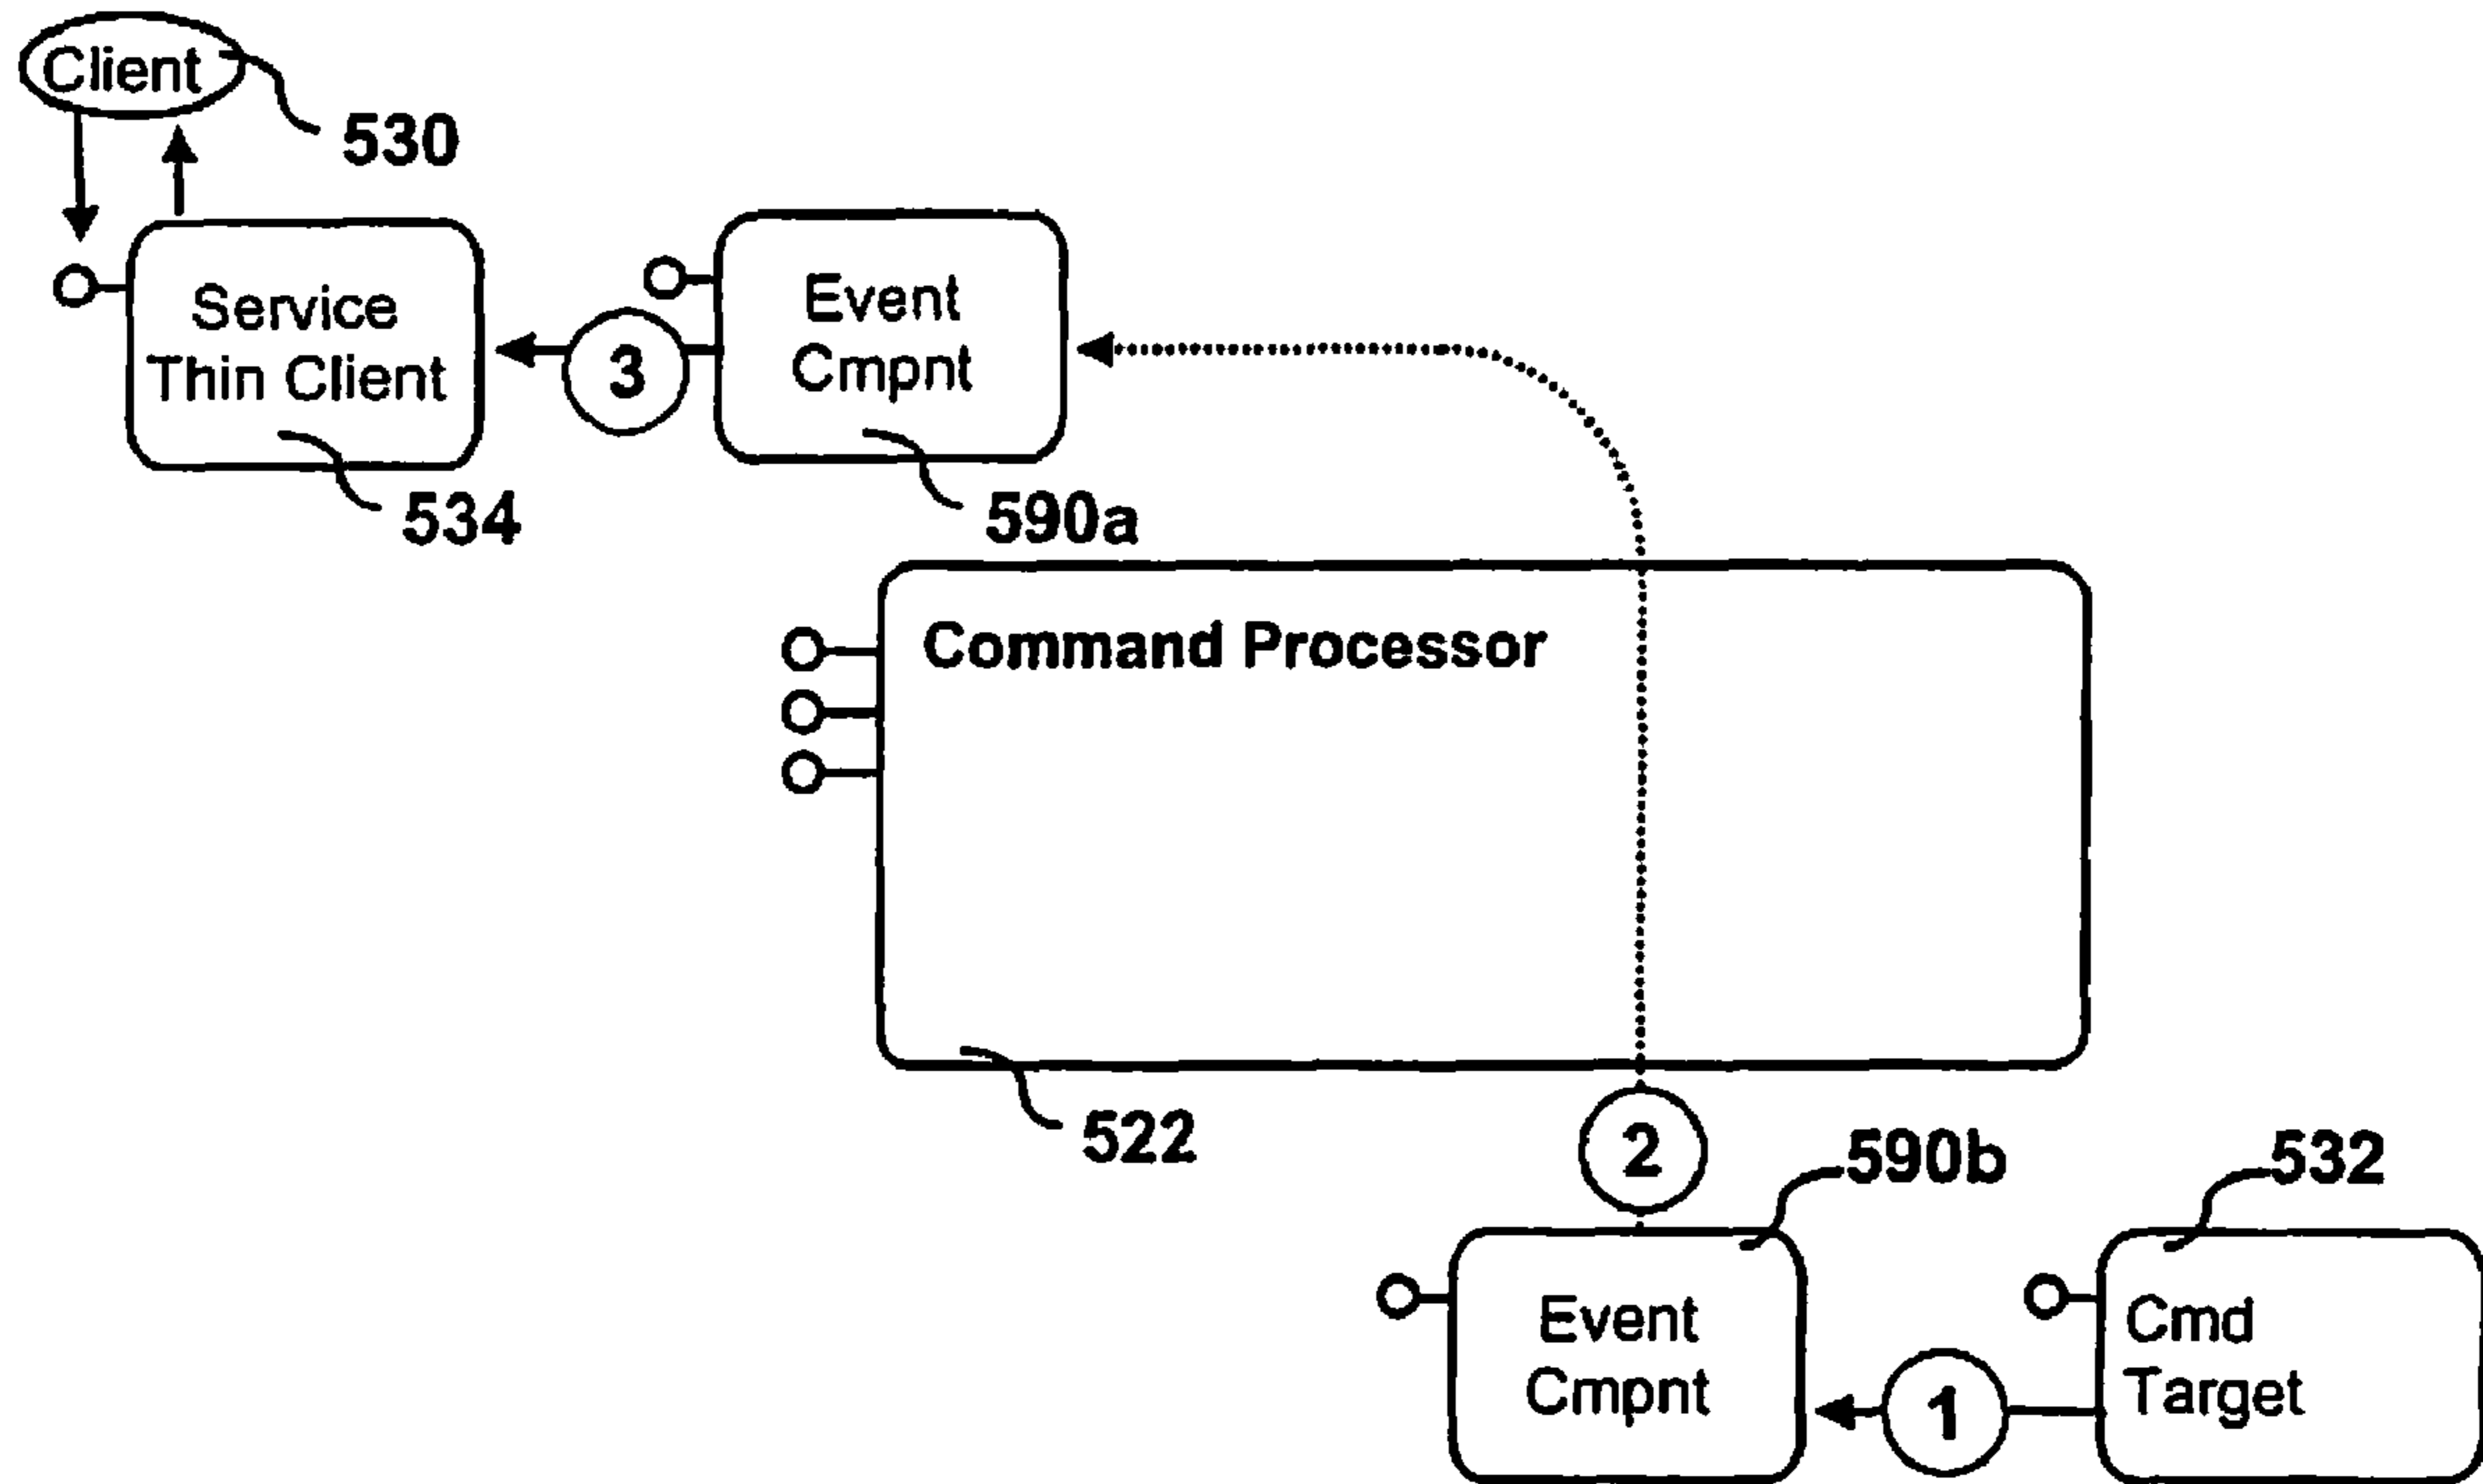 Client
530
Service
Thin Client
534
3
Event
Cmpnt
590a
Command Processor
522
2
590b
532
Event
Cmpnt
1
Cmd
Target